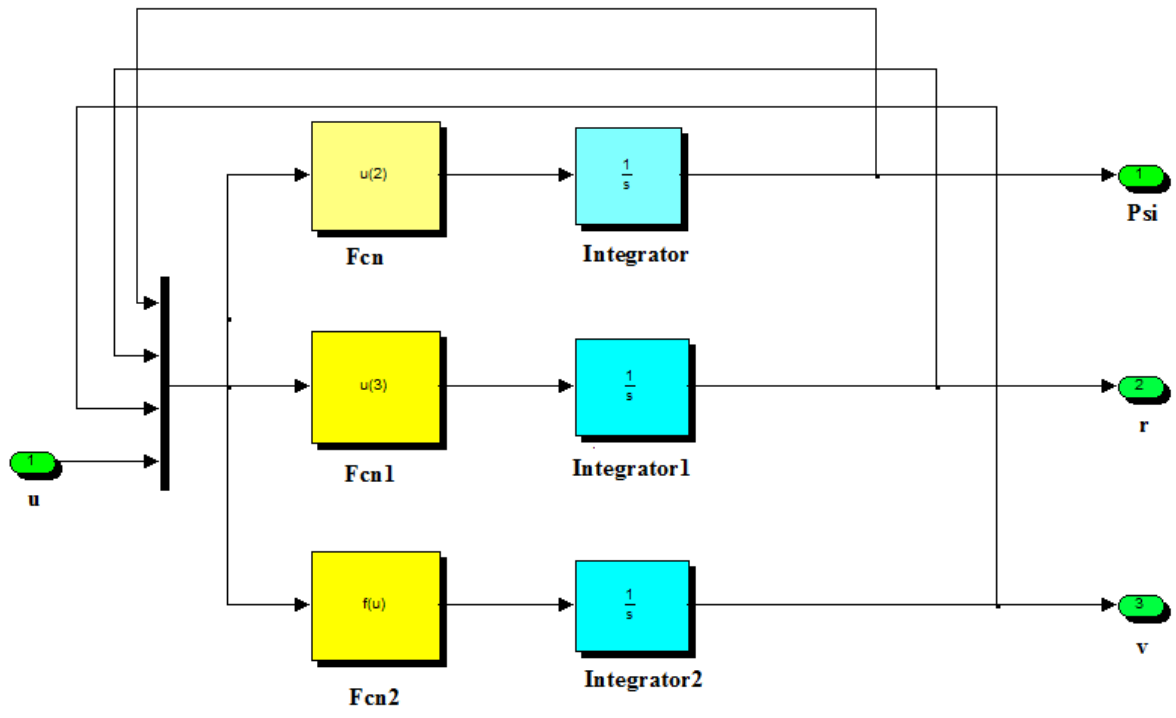 u(2)
1
s
1
Psi
Fcn
Integrator
u(3)
1
s
2
r
Fcn1
Integrator1
1
u
f(u)
1
s
3
v
Fcn2
Integrator2